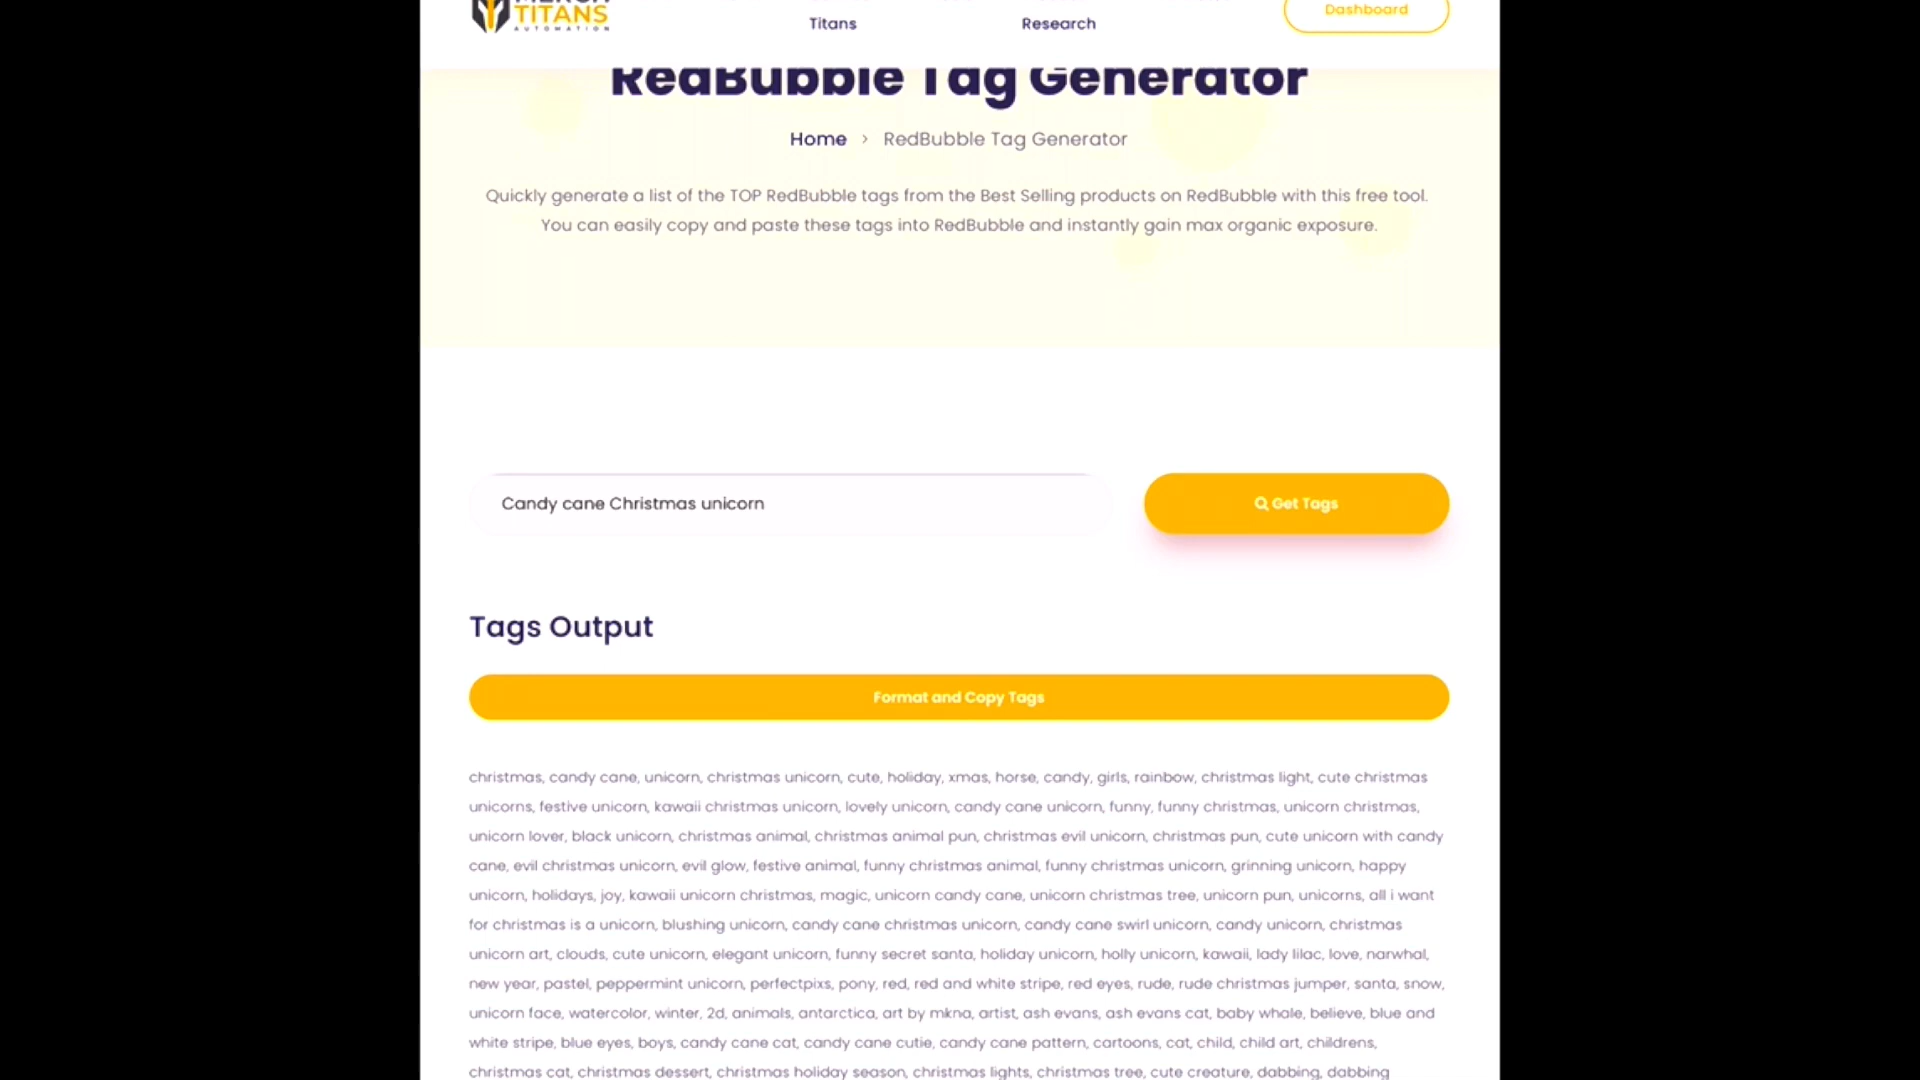 TITANS
AUTOMATION
Titans
Research
Dashboard
RedBubble Tag Generator
Home > RedBubble Tag Generator
Quickly generate a list of the TOP RedBubble tags from the Best Selling products on RedBubble with this free tool.
You can easily copy and paste these tags into RedBubble and instantly gain max organic exposure.
Candy cane Christmas unicorn
Get Tags
Tags Output
Format and Copy Tags
christmas, candy cane, unicorn, christmas unicorn, cute, holiday, xmas, horse, candy, girls, rainbow, christmas light, cute christmas
unicorns, festive unicorn, kawaii christmas unicorn, lovely unicorn, candy cane unicorn, funny, funny christmas, unicorn christmas,
unicorn lover, black unicorn, christmas animal, christmas animal pun, christmas evil unicorn, christmas pun, cute unicorn with candy
cane, evil christmas unicorn, evil glow, festive animal, funny christmas animal, funny christmas unicorn, grinning unicorn, happy
unicorn, holidays, joy, kawaii unicorn christmas, magic, unicorn candy cane, unicorn christmas tree, unicorn pun, unicorns, all i want
for christmas is a unicorn, blushing unicorn, candy cane christmas unicorn, candy cane swirl unicorn, candy unicorn, christmas
unicorn art, clouds, cute unicorn, elegant unicorn, funny secret santa, holiday unicorn, holly unicorn, kawaii, lady lilac, love, narwhal,
new year, pastel, peppermint unicorn, perfectpixs, pony, red, red and white stripe, red eyes, rude, rude christmas jumper, santa, snow,
unicorn face, watercolor, winter, 2d, animals, antarctica, art by mkna, artist, ash evans, ash evans cat, baby whale, believe, blue and
white stripe, blue eyes, boys, candy cane cat, candy cane cutie, candy cane pattern, cartoons, cat, child, child art, childrens,
christmas cat, christmas dessert, christmas holiday season, christmas lights, christmas tree, cute creature, dabbing, dabbing